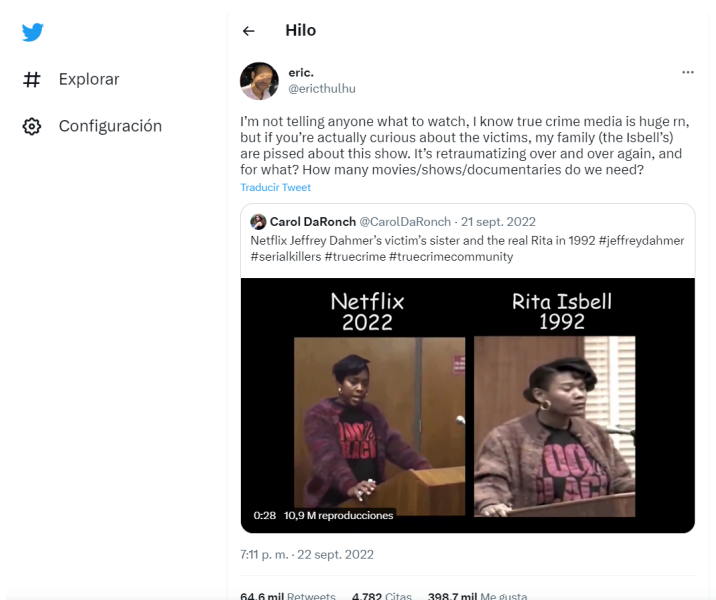 Hilo
Explorar
Configuración
eric.
@ericthulhu
I'm not telling anyone what to watch, I know true crime media is huge rn,
but if you're actually curious about the victims, my family (the Isbell's)
are pissed about this show. It's retraumatizing over and over again, and
for what? How many movies/shows/documentaries do we need?
Traducir Tweet
Carol DaRonch @CarolDaRonch · 21 sept. 2022
Netflix Jeffrey Dahmer's victim's sister and the real Rita in 1992 #jeffreydahmer
#serialkillers #truecrime #truecrimecommunity
Netflix
2022
Rita Isbell
1992
100%
BLACK
100%
BLACK
0:28 10,9 M reproducciones
7:11 p. m. · 22 sept. 2022
64,6 mil Retweets 4.782 Citas 398,7 mil Me gusta